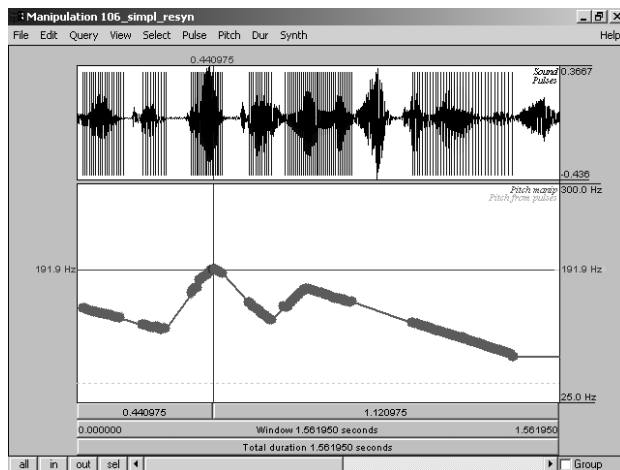 Manipulation 106_simpl_resyn
File Edit Query View Select Pulse Pitch Dur Synth Help
0.440975
Sound
Pulses
0.3667
-0.436
Pitch manip
Pitch from pulses
300.0 Hz
191.9 Hz
191.9 Hz
25.0 Hz
0.440975 1.120975
0.000000 Window 1.561950 seconds 1.561950
Total duration 1.561950 seconds
all in out sel Group